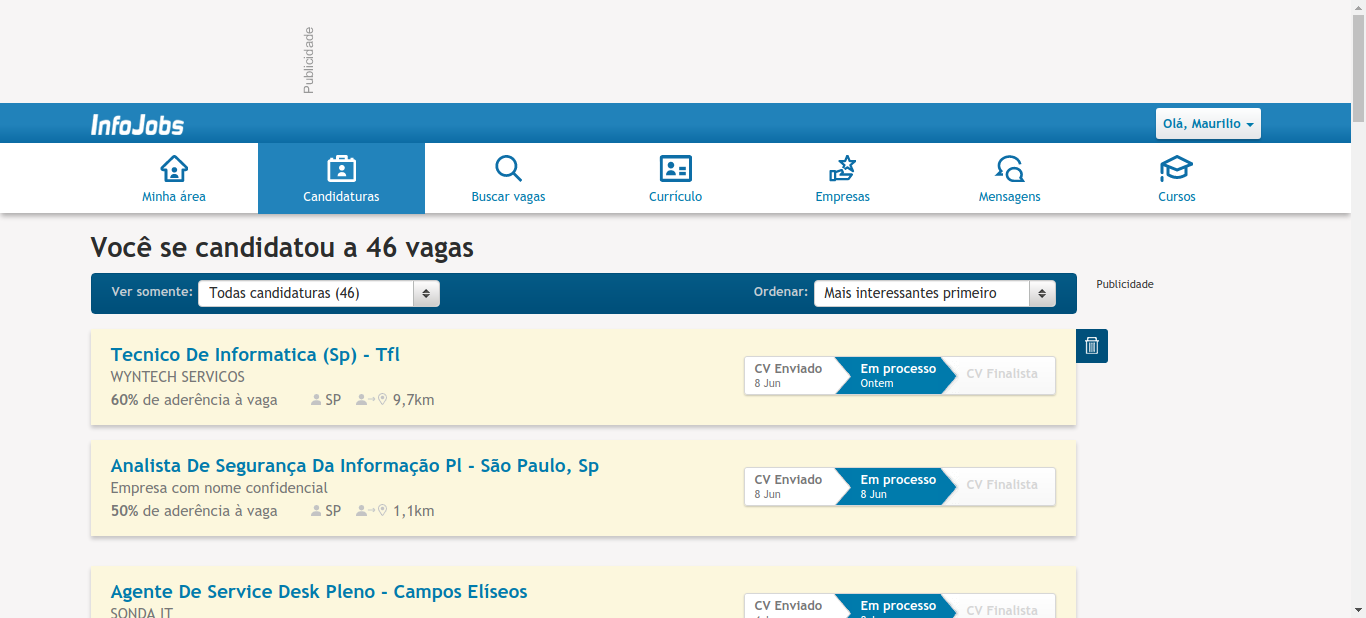 Publicidade
InfoJobs
Olá, Maurilio
Minha área
Candidaturas
Buscar vagas
Currículo
Empresas
Mensagens
Cursos
Você se candidatou a 46 vagas
Ver somente: Todas candidaturas (46)
Ordenar: Mais interessantes primeiro
Publicidade
Tecnico De Informatica (Sp) - Tfl
WYNTECH SERVICOS
60% de aderência à vaga SP 9,7km
CV Enviado
8 Jun
Em processo
Ontem
CV Finalista
Analista De Segurança Da Informação Pl - São Paulo, Sp
Empresa com nome confidencial
50% de aderência à vaga SP 1,1km
CV Enviado
8 Jun
Em processo
8 Jun
CV Finalista
Agente De Service Desk Pleno - Campos Elíseos
SONDA IT
CV Enviado
Em processo
CV Finalista